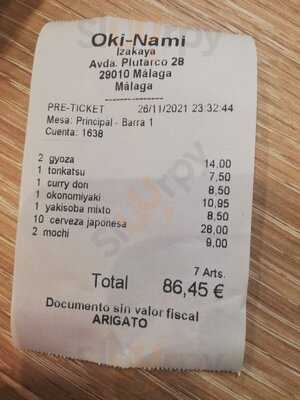 Oki-Nami
Izakaya
Avda. Plutarco 28
29010 Málaga
Málaga
--------------------
PRE-TICKET 26/11/2021 23:32:44
Mesa: Principal - Barra 1
Cuenta: 1638
2 gyoza 14,00
1 tonkatsu 7,50
1 curry don 8,50
1 okonomiyaki 10,95
1 yakisoba mixto 8,50
10 cerveza japonesa 28,00
2 mochi 9,00
7 Arts.
Total 86,45 €
Documento sin valor fiscal
ARIGATO